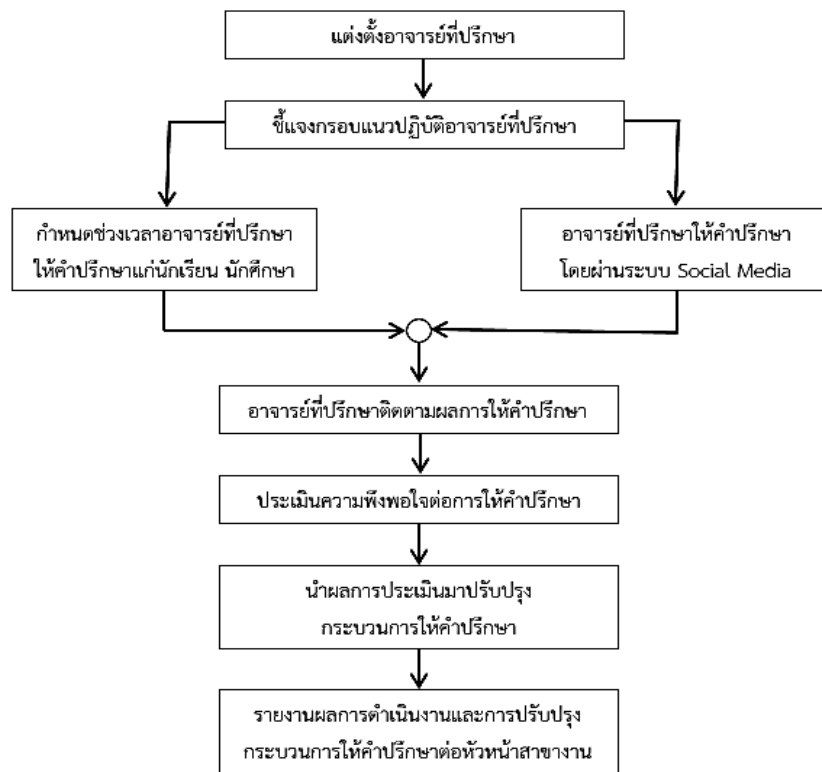 แต่งตั้งอาจารย์ที่ปรึกษา
ชี้แจงกรอบแนวปฏิบัติอาจารย์ที่ปรึกษา
กำหนดช่วงเวลาอาจารย์ที่ปรึกษา
ให้คำปรึกษาแก่นักเรียน นักศึกษา
อาจารย์ที่ปรึกษาให้คำปรึกษา
โดยผ่านระบบ Social Media
อาจารย์ที่ปรึกษาติดตามผลการให้คำปรึกษา
ประเมินความพึงพอใจต่อการให้คำปรึกษา
นำผลการประเมินมาปรับปรุง
กระบวนการให้คำปรึกษา
รายงานผลการดำเนินงานและการปรับปรุง
กระบวนการให้คำปรึกษาต่อหัวหน้าสาขางาน